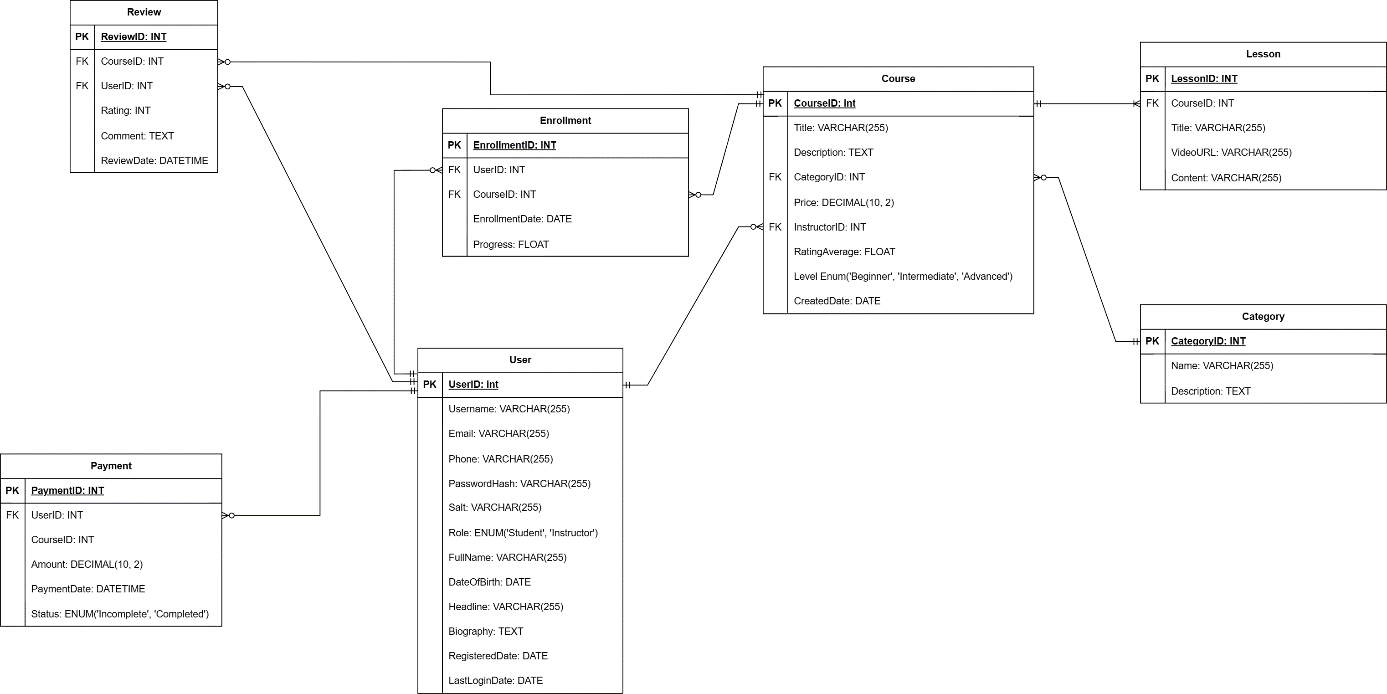 Review
PK ReviewID: INT
FK CourseID: INT
FK UserID: INT
Rating: INT
Comment: TEXT
ReviewDate: DATETIME
Enrollment
PK EnrollmentID: INT
FK UserID: INT
FK CourseID: INT
EnrollmentDate: DATE
Progress: FLOAT
Course
PK CourseID: Int
Title: VARCHAR(255)
Description: TEXT
FK CategoryID: INT
Price: DECIMAL(10, 2)
FK InstructorID: INT
RatingAverage: FLOAT
Level Enum('Beginner', 'Intermediate', 'Advanced')
CreatedDate: DATE
Lesson
PK LessonID: INT
FK CourseID: INT
Title: VARCHAR(255)
VideoURL: VARCHAR(255)
Content: VARCHAR(255)
Category
PK CategoryID: INT
Name: VARCHAR(255)
Description: TEXT
User
PK UserID: Int
Username: VARCHAR(255)
Email: VARCHAR(255)
Phone: VARCHAR(255)
PasswordHash: VARCHAR(255)
Salt: VARCHAR(255)
Role: ENUM('Student', 'Instructor')
FullName: VARCHAR(255)
DateOfBirth: DATE
Headline: VARCHAR(255)
Biography: TEXT
RegisteredDate: DATE
LastLoginDate: DATE
Payment
PK PaymentID: INT
FK UserID: INT
CourseID: INT
Amount: DECIMAL(10, 2)
PaymentDate: DATETIME
Status: ENUM('Incomplete', 'Completed')